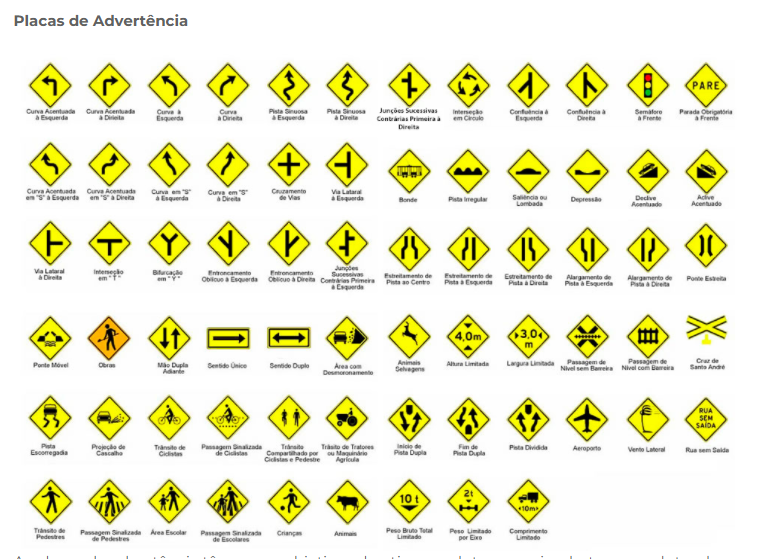 Placas de Advertência
PARE
Curva Acentuada à Esquerda
Curva Acentuada à Direita
Curva à Esquerda
Curva à Direita
Pista Sinuosa à Esquerda
Pista Sinuosa à Direita
Junções Sucessivas Contrárias Primeira à Direita
Interseção em Círculo
Confluência à Esquerda
Confluência à Direita
Semáforo à Frente
Parada Obrigatória à Frente
Curva Acentuada em "S" à Esquerda
Curva Acentuada em "S" à Direita
Curva em "S" à Esquerda
Curva em "S" à Direita
Cruzamento de Vias
Via Lataral à Esquerda
Bonde
Pista Irregular
Saliência ou Lombada
Depressão
Declive Acentuado
Active Acentuado
Via Lataral à Direita
Interseção em "T"
Bifurcação em "Y"
Entroncamento Oblícuo à Esquerda
Entroncamento Oblícuo à Direita
Junções Sucessivas Contrárias Primeira à Esquerda
Estreitamento de Pista ao Centro
Estreitamento de Pista à Esquerda
Estreitamento de Pista à Direita
Alargamento de Pista à Esquerda
Alargamento de Pista à Direita
Ponte Estreita
4,0m
3,0 m
Ponte Móvel
Obras
Mão Dupla Adiante
Sentido Único
Sentido Duplo
Área com Desmoronamento
Animais Selvagens
Altura Limitada
Largura Limitada
Passagem de Nível sem Barreira
Passagem de Nível com Barreira
Cruz de Santo André
RUA SEM SAÍDA
Pista Escorregadia
Projeção de Cascalho
Trânsito de Ciclistas
Passagem Sinalizada de Ciclistas
Trânsito Compartilhado por Ciclistas e Pedestre
Trâsito de Tratores ou Maquinário Agrícula
Início de Pista Dupla
Fim de Pista Dupla
Pista Dividida
Aeroporto
Vento Lateral
Rua sem Saída
10 t
2t
10m
Trânsito de Pedestres
Passagem Sinalizada de Pedestres
Área Escolar
Passagem Sinalizada de Escolares
Crianças
Animais
Peso Bruto Total Limitado
Peso Limitado por Eixo
Comprimento Limitado